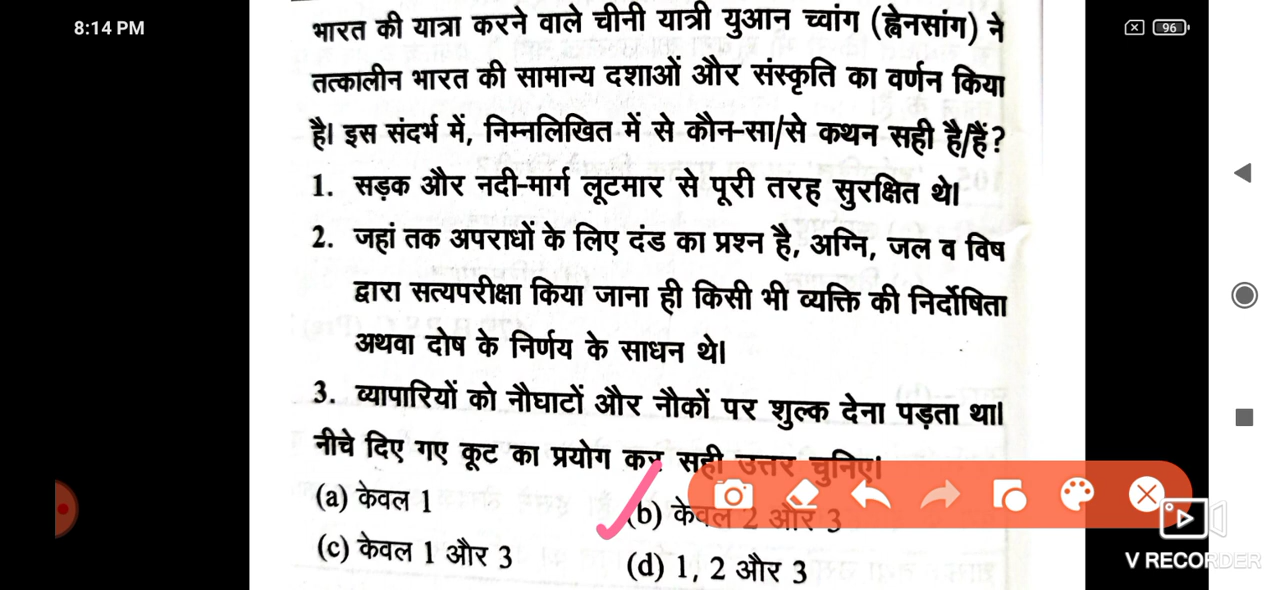 8:14 PM
96
भारत की यात्रा करने वाले चीनी यात्री युआन च्वांग (ह्वेनसांग) ने
तत्कालीन भारत की सामान्य दशाओं और संस्कृति का वर्णन किया
है। इस संदर्भ में, निम्नलिखित में से कौन-सा/से कथन सही है/हैं?
1. सड़क और नदी-मार्ग लूटमार से पूरी तरह सुरक्षित थे।
2. जहां तक अपराधों के लिए दंड का प्रश्न है, अग्नि, जल व विष
द्वारा सत्यपरीक्षा किया जाना ही किसी भी व्यक्ति की निर्दोषिता
अथवा दोष के निर्णय के साधन थे।
3. व्यापारियों को नौघाटों और नौकों पर शुल्क देना पड़ता था।
नीचे दिए गए कूट का प्रयोग कर सही उत्तर चुनिए।
(a) केवल 1
(b) केवल 2 और 3
(c) केवल 1 और 3
(d) 1, 2 और 3
V RECORDER